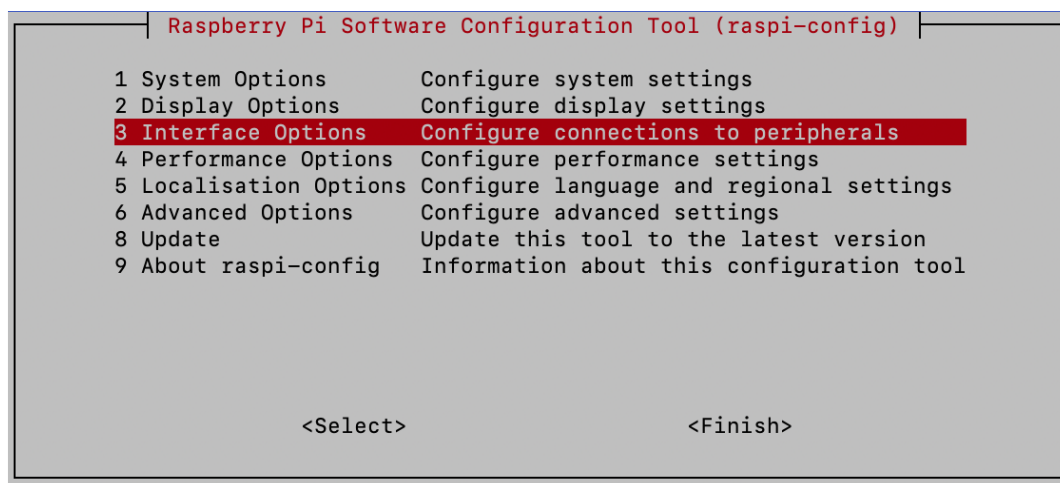 Raspberry Pi Software Configuration Tool (raspi-config)
1 System Options Configure system settings
2 Display Options Configure display settings
3 Interface Options Configure connections to peripherals
4 Performance Options Configure performance settings
5 Localisation Options Configure language and regional settings
6 Advanced Options Configure advanced settings
8 Update Update this tool to the latest version
9 About raspi-config Information about this configuration tool
<Select> <Finish>